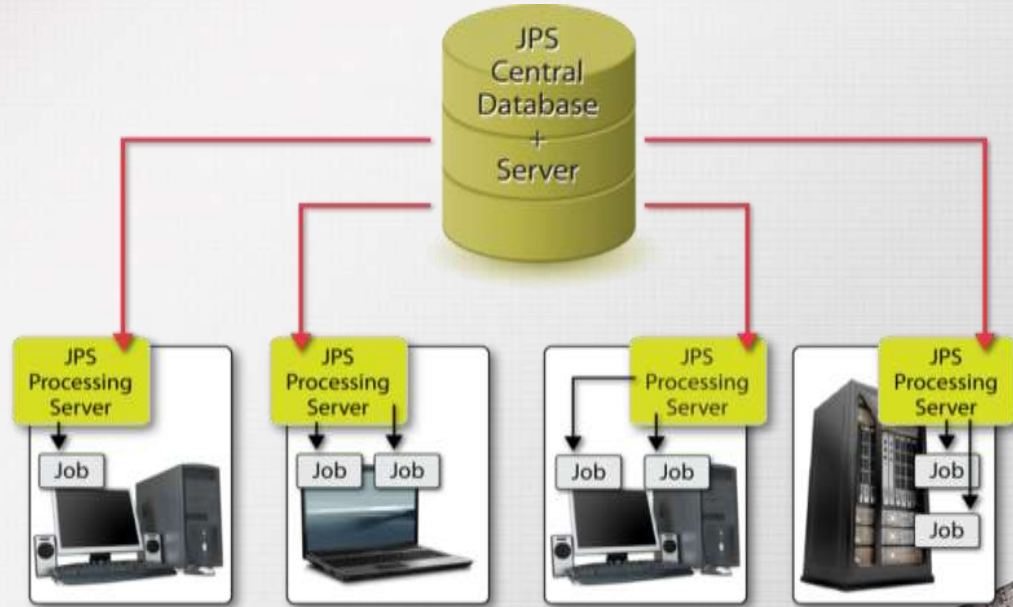 JPS
Central
Database
+
Server
JPS
Processing
Server
Job
JPS
Processing
Server
Job
Job
JPS
Processing
Server
Job
Job
JPS
Processing
Server
Job
Job